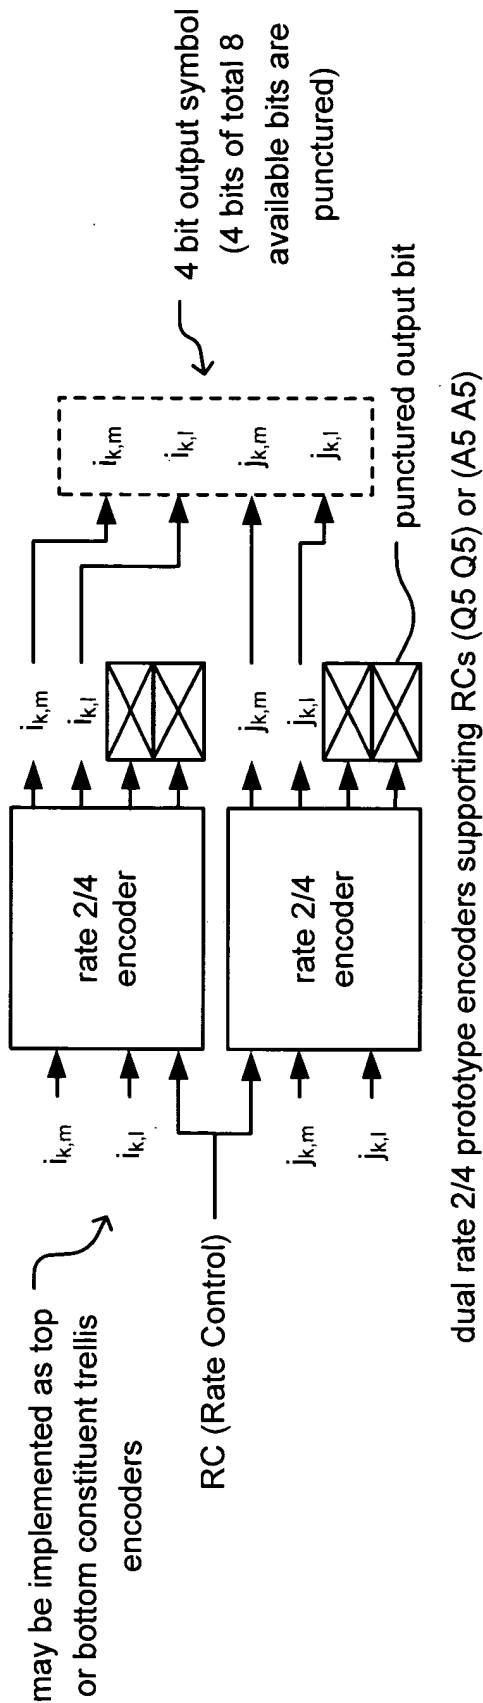 may be implemented as top
or bottom constituent trellis
encoders
i_{k,m}
i_{k,l}
RC (Rate Control)
j_{k,m}
j_{k,l}
rate 2/4
encoder
rate 2/4
encoder
i_{k,m}
i_{k,l}
j_{k,m}
j_{k,l}
i_{k,m}
i_{k,l}
j_{k,m}
j_{k,l}
4 bit output symbol
(4 bits of total 8
available bits are
punctured)
punctured output bit
dual rate 2/4 prototype encoders supporting RCs (Q5 Q5) or (A5 A5)